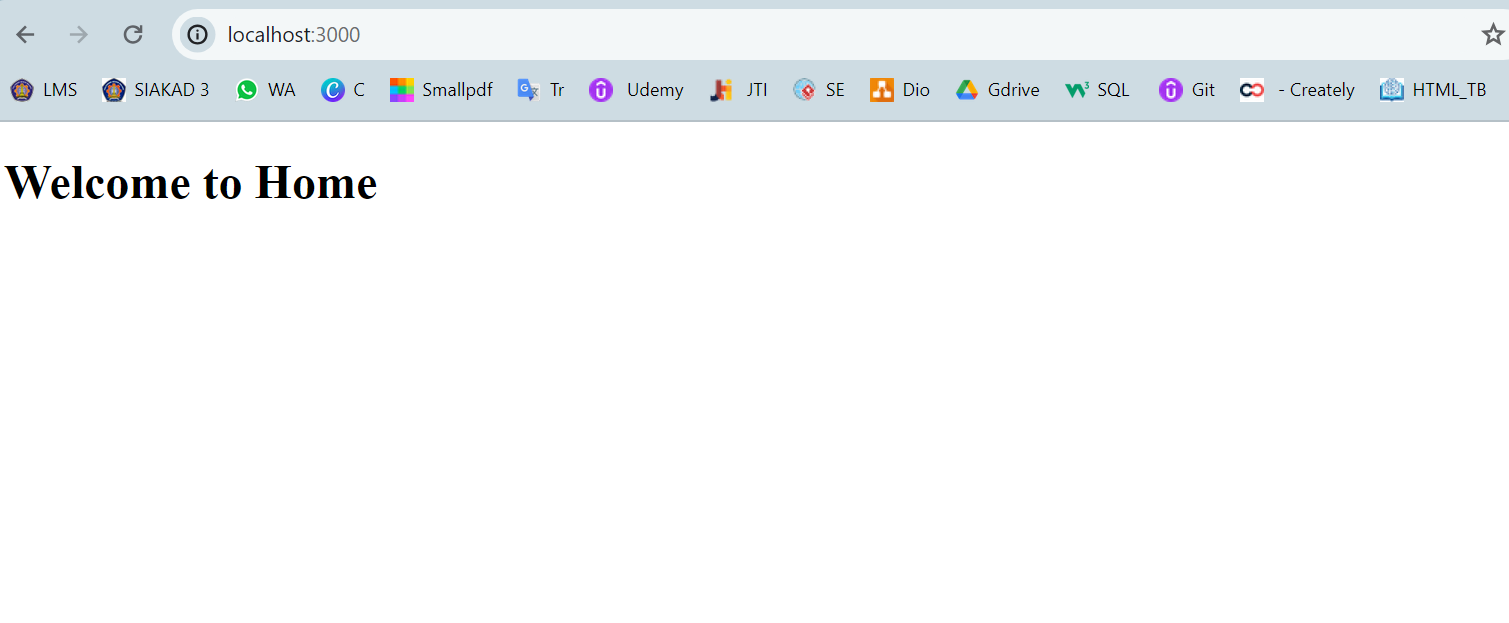 localhost:3000
LMS SIAKAD 3 WA C Smallpdf Tr Udemy JTI SE Dio Gdrive SQL Git - Creately HTML_TB
Welcome to Home